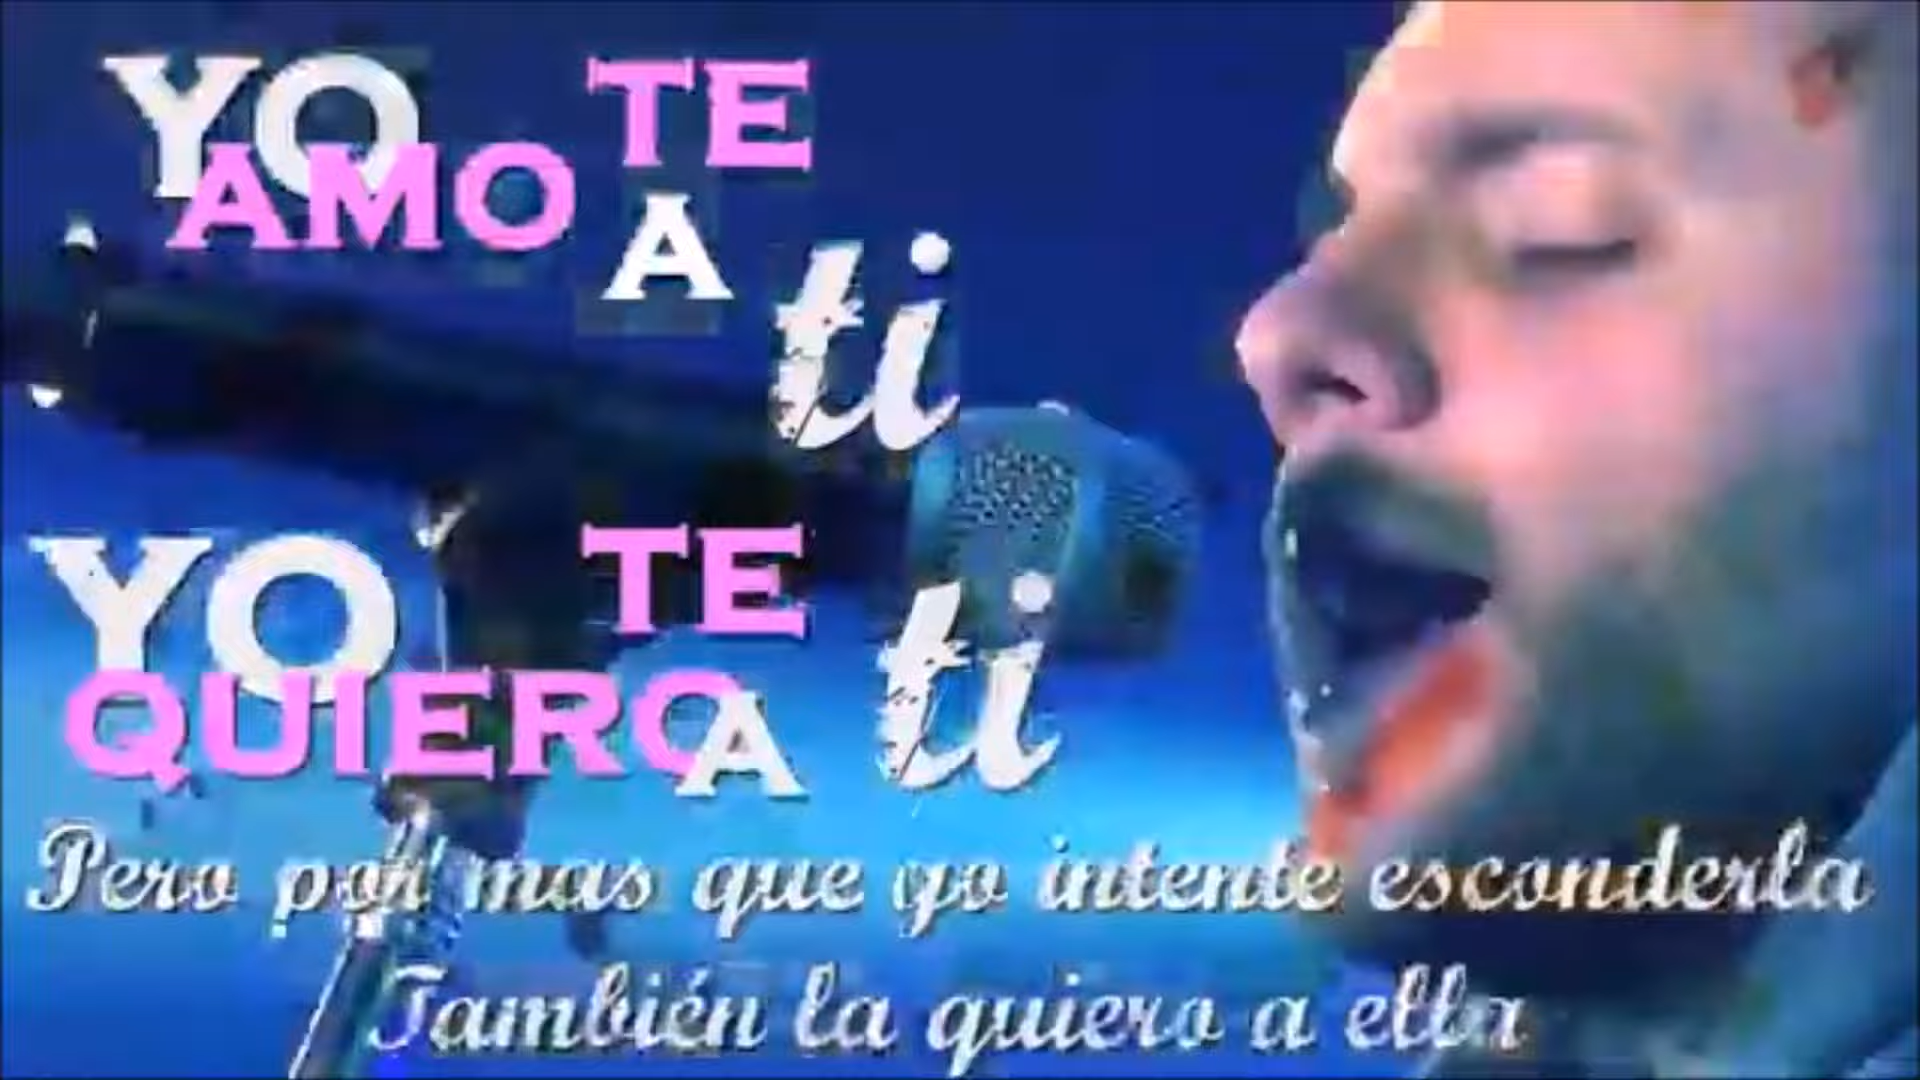 YO TE
AMO A ti
YO TE
QUIERO A ti
Pero por mas que yo intente esconderla
También la quiero a ella